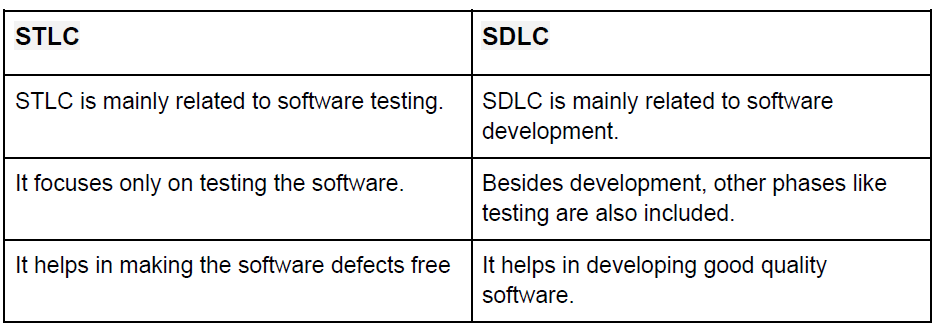 STLC
SDLC
STLC is mainly related to software testing.
SDLC is mainly related to software
development.
It focuses only on testing the software.
Besides development, other phases like
testing are also included.
It helps in making the software defects free
It helps in developing good quality
software.